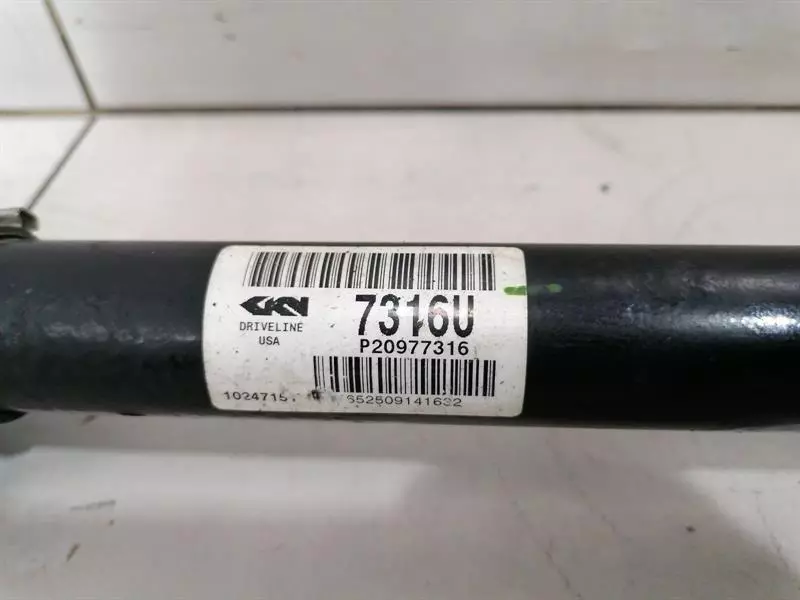 GKN
DRIVELINE
USA
7316U
P20977316
1024715.
652509141632